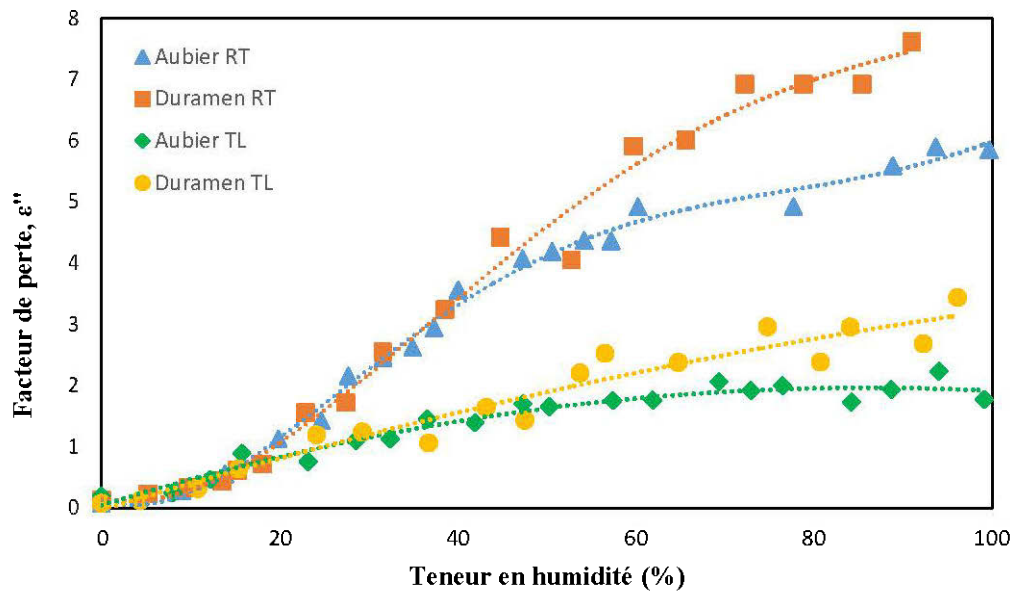 8
7
6
5
4
3
2
1
0
Facteur de perte, ε"
Aubier RT
Duramen RT
Aubier TL
Duramen TL
0 20 40 60 80 100
Teneur en humidité (%)